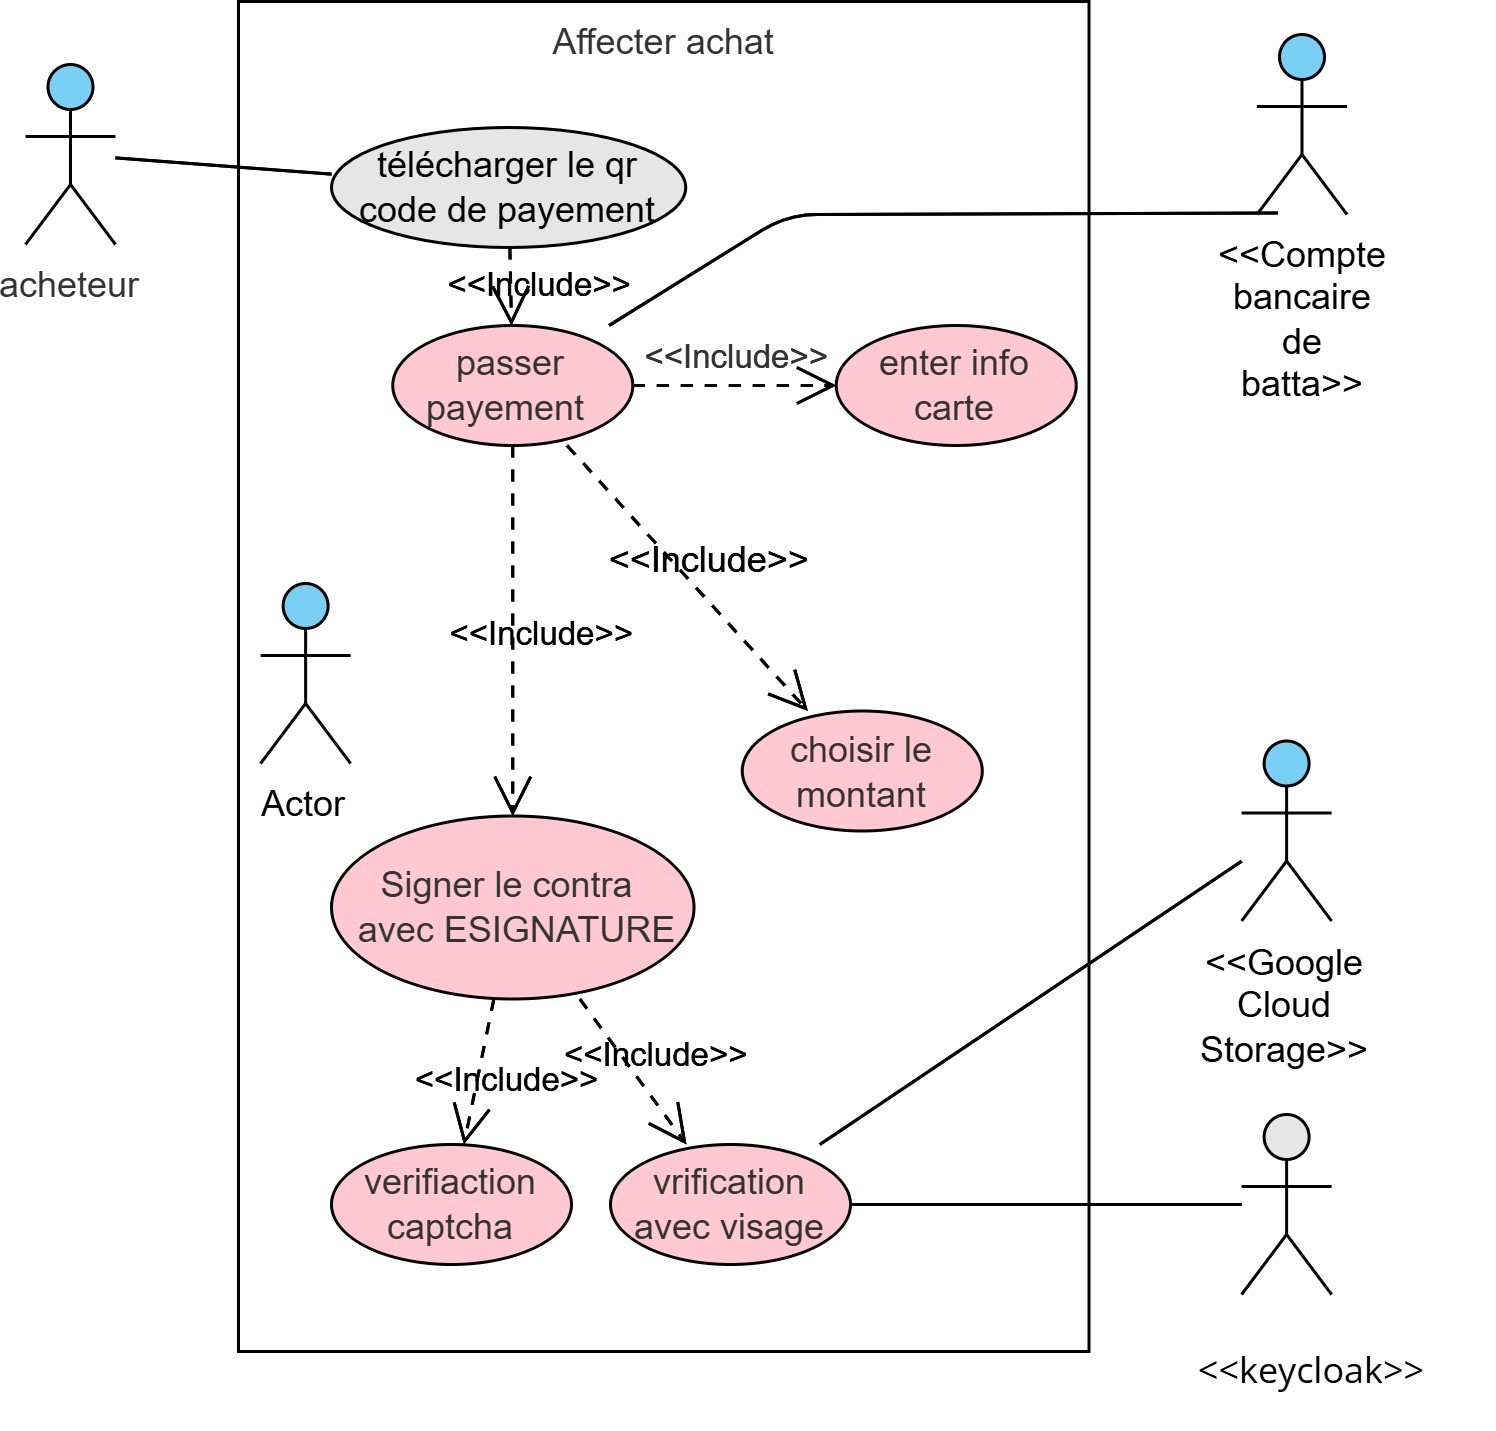 Affecter achat
télécharger le qr
code de payement
acheteur
<<Include>>
<<Compte
bancaire
de
batta>>
passer
payement
<<Include>>
enter info
carte
<<Include>>
<<Include>>
Actor
choisir le
montant
Signer le contra
avec ESIGNATURE
<<Google
Cloud
Storage>>
<<Include>>
<<Include>>
verifiaction
captcha
vrification
avec visage
<<keycloak>>